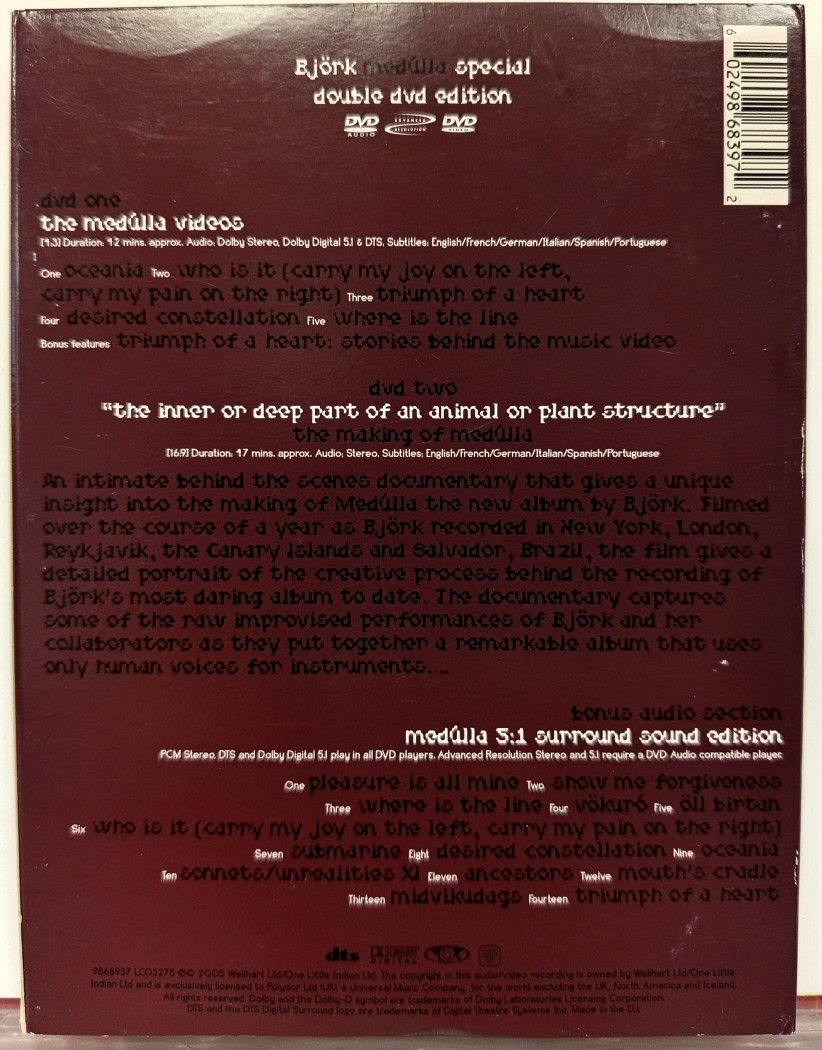 Björk medúlla special
double dvd edition
DVD AUDIO ADVANCED RESOLUTION DVD VIDEO
6 02498 68397 2
dvd one
the medúlla videos
[4:3] Duration: 42 mins. approx. Audio: Dolby Stereo, Dolby Digital 5.1 & DTS. Subtitles: English/French/German/Italian/Spanish/Portuguese
One oceania Two who is it (carry my joy on the left,
carry my pain on the right) Three triumph of a heart
Four desired constellation Five where is the line
Bonus features triumph of a heart: stories behind the music video
dvd two
"the inner or deep part of an animal or plant structure"
the making of medúlla
[16:9] Duration: 47 mins. approx. Audio: Stereo. Subtitles: English/French/German/Italian/Spanish/Portuguese
An intimate behind the scenes documentary that gives a unique
insight into the making of Medúlla the new album by Björk. Filmed
over the course of a year as Björk recorded in New York, London,
Reykjavik, the Canary Islands and Salvador, Brazil, the film gives a
detailed portrait of the creative process behind the recording of
Björk's most daring album to date. The documentary captures
some of the raw improvised performances of Björk and her
collaborators as they put together a remarkable album that uses
only human voices for instruments....
bonus audio section
medúlla 5:1 surround sound edition
PCM Stereo, DTS and Dolby Digital 5.1 play in all DVD players. Advanced Resolution Stereo and 5.1 require a DVD Audio compatible player.
One pleasure is all mine Two show me forgiveness
Three where is the line Four vökuró Five öll birtan
Six who is it (carry my joy on the left, carry my pain on the right)
Seven submarine Eight desired constellation Nine oceania
Ten sonnets/unrealities XI Eleven ancestors Twelve mouth's cradle
Thirteen midvikudags Fourteen triumph of a heart
dts DOLBY DIGITAL
9868937 LC03275 ℗© 2005 Wellhart Ltd/One Little Indian Ltd. The copyright in this audio/video recording is owned by Wellhart Ltd/One Little
Indian Ltd and is exclusively licensed to Polydor Ltd (UK) a Universal Music Company, for the world excluding the UK, North America and Iceland.
All rights reserved. Dolby and the Dolby-D symbol are trademarks of Dolby Laboratories Licensing Corporation.
DTS and the DTS Digital Surround logo are trademarks of Digital Theatre Systems Inc. Made in the EU.